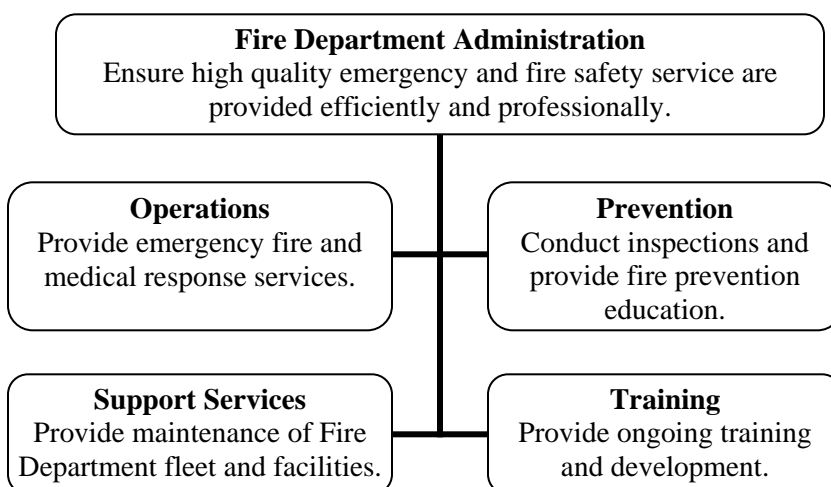 Fire Department Administration
Ensure high quality emergency and fire safety service are
provided efficiently and professionally.
Operations
Provide emergency fire and
medical response services.
Prevention
Conduct inspections and
provide fire prevention
education.
Support Services
Provide maintenance of Fire
Department fleet and facilities.
Training
Provide ongoing training
and development.